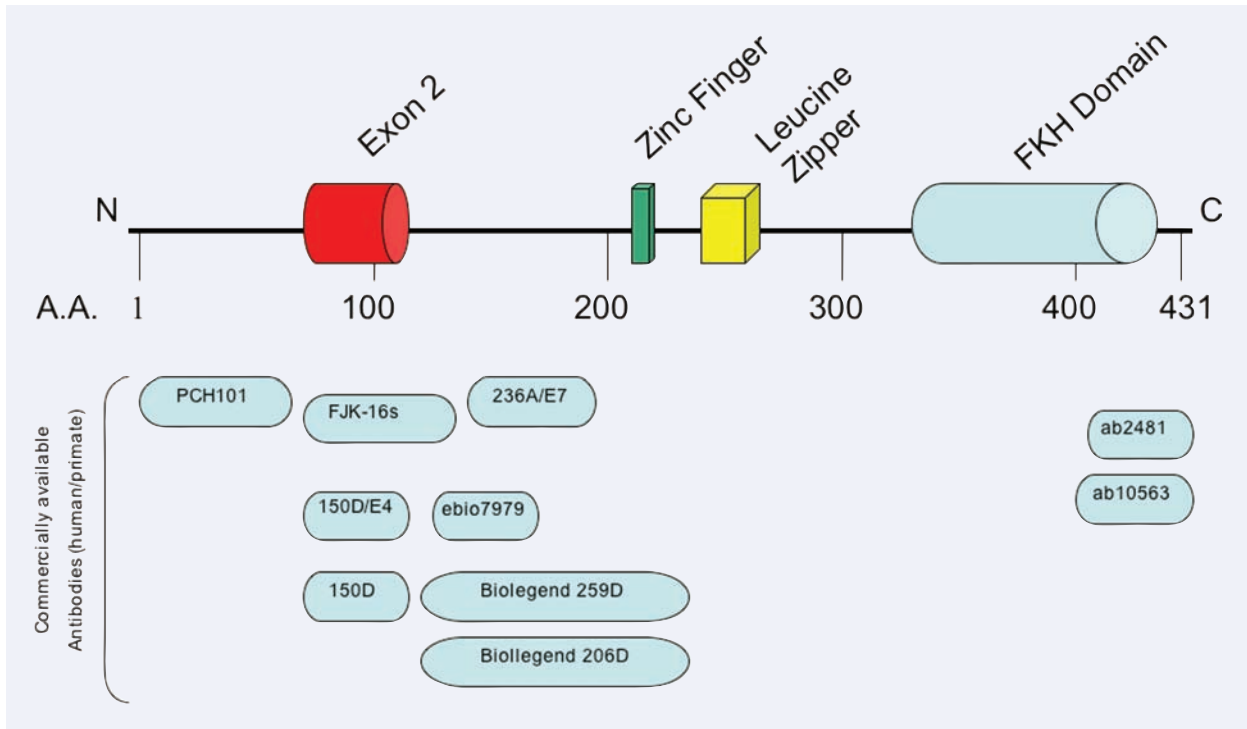 Exon 2
Zinc Finger
Leucine
Zipper
FKH Domain
N
C
A.A.
1
100
200
300
400
431
Commercially available
Antibodies (human/primate)
PCH101
FJK-16s
236A/E7
ab2481
150D/E4
ebio7979
ab10563
150D
Biolegend 259D
Biollegend 206D